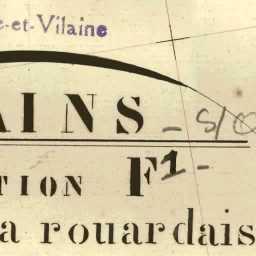 e-et-Vilaine
AINS - S/O
TION F1 -
a rouardais